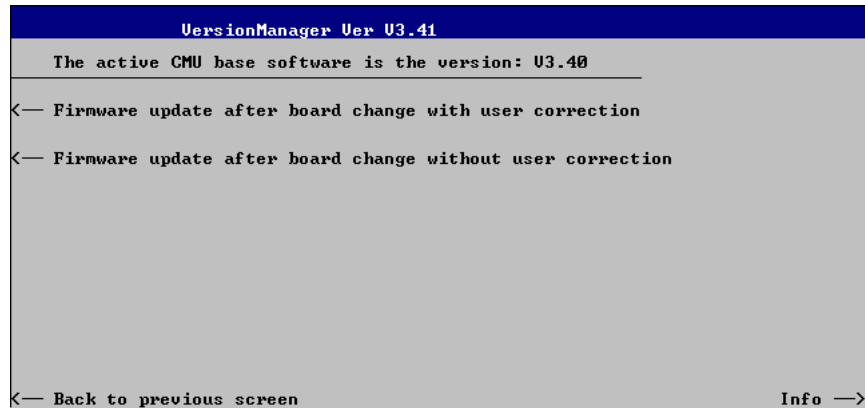 VersionManager Ver V3.41
The active CMU base software is the version: V3.40
<── Firmware update after board change with user correction
<── Firmware update after board change without user correction
<── Back to previous screen Info ──>